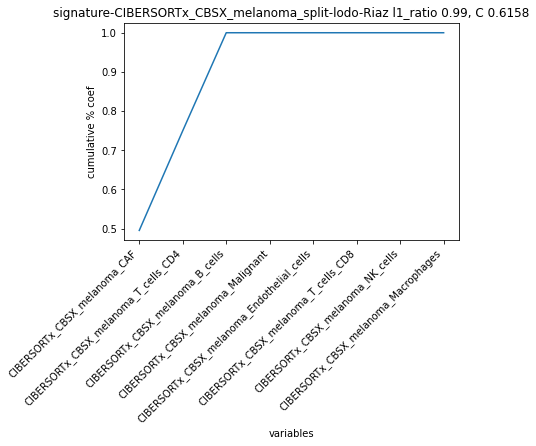 signature-CIBERSORTx_CBSX_melanoma_split-lodo-Riaz l1_ratio 0.99, C 0.6158
1.0
0.9
0.8
0.7
0.6
0.5
cumulative % coef
CIBERSORTx_CBSX_melanoma_CAF
CIBERSORTx_CBSX_melanoma_T_cells_CD4
CIBERSORTx_CBSX_melanoma_B_cells
CIBERSORTx_CBSX_melanoma_Malignant
CIBERSORTx_CBSX_melanoma_Endothelial_cells
CIBERSORTx_CBSX_melanoma_T_cells_CD8
CIBERSORTx_CBSX_melanoma_NK_cells
CIBERSORTx_CBSX_melanoma_Macrophages
variables